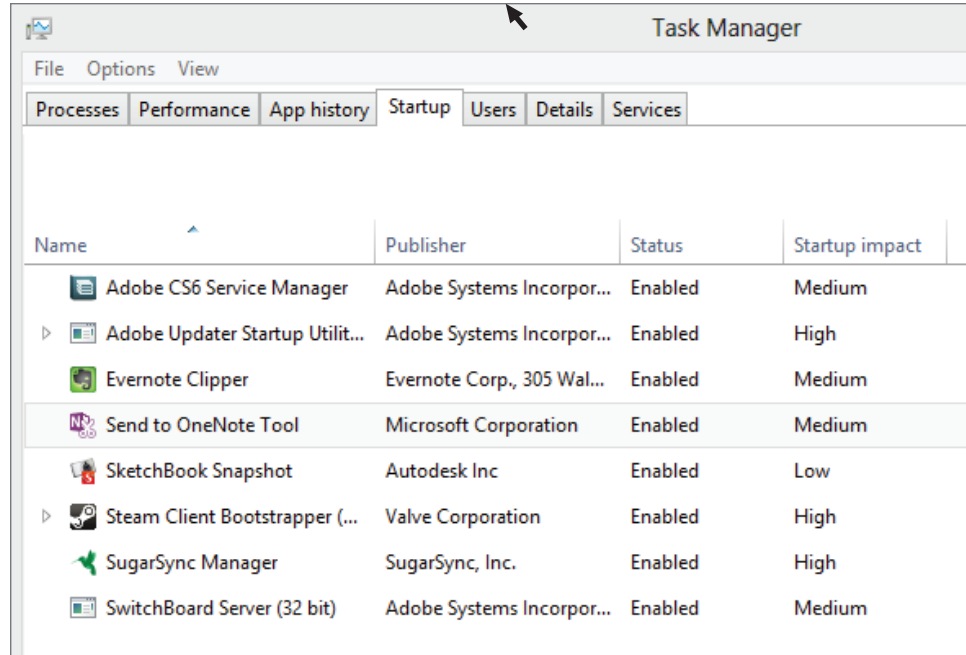 Task Manager
File Options View
Processes Performance App history Startup Users Details Services
Name Publisher Status Startup impact
Adobe CS6 Service Manager Adobe Systems Incorpor... Enabled Medium
Adobe Updater Startup Utilit... Adobe Systems Incorpor... Enabled High
Evernote Clipper Evernote Corp., 305 Wal... Enabled Medium
Send to OneNote Tool Microsoft Corporation Enabled Medium
SketchBook Snapshot Autodesk Inc Enabled Low
Steam Client Bootstrapper (... Valve Corporation Enabled High
SugarSync Manager SugarSync, Inc. Enabled High
SwitchBoard Server (32 bit) Adobe Systems Incorpor... Enabled Medium